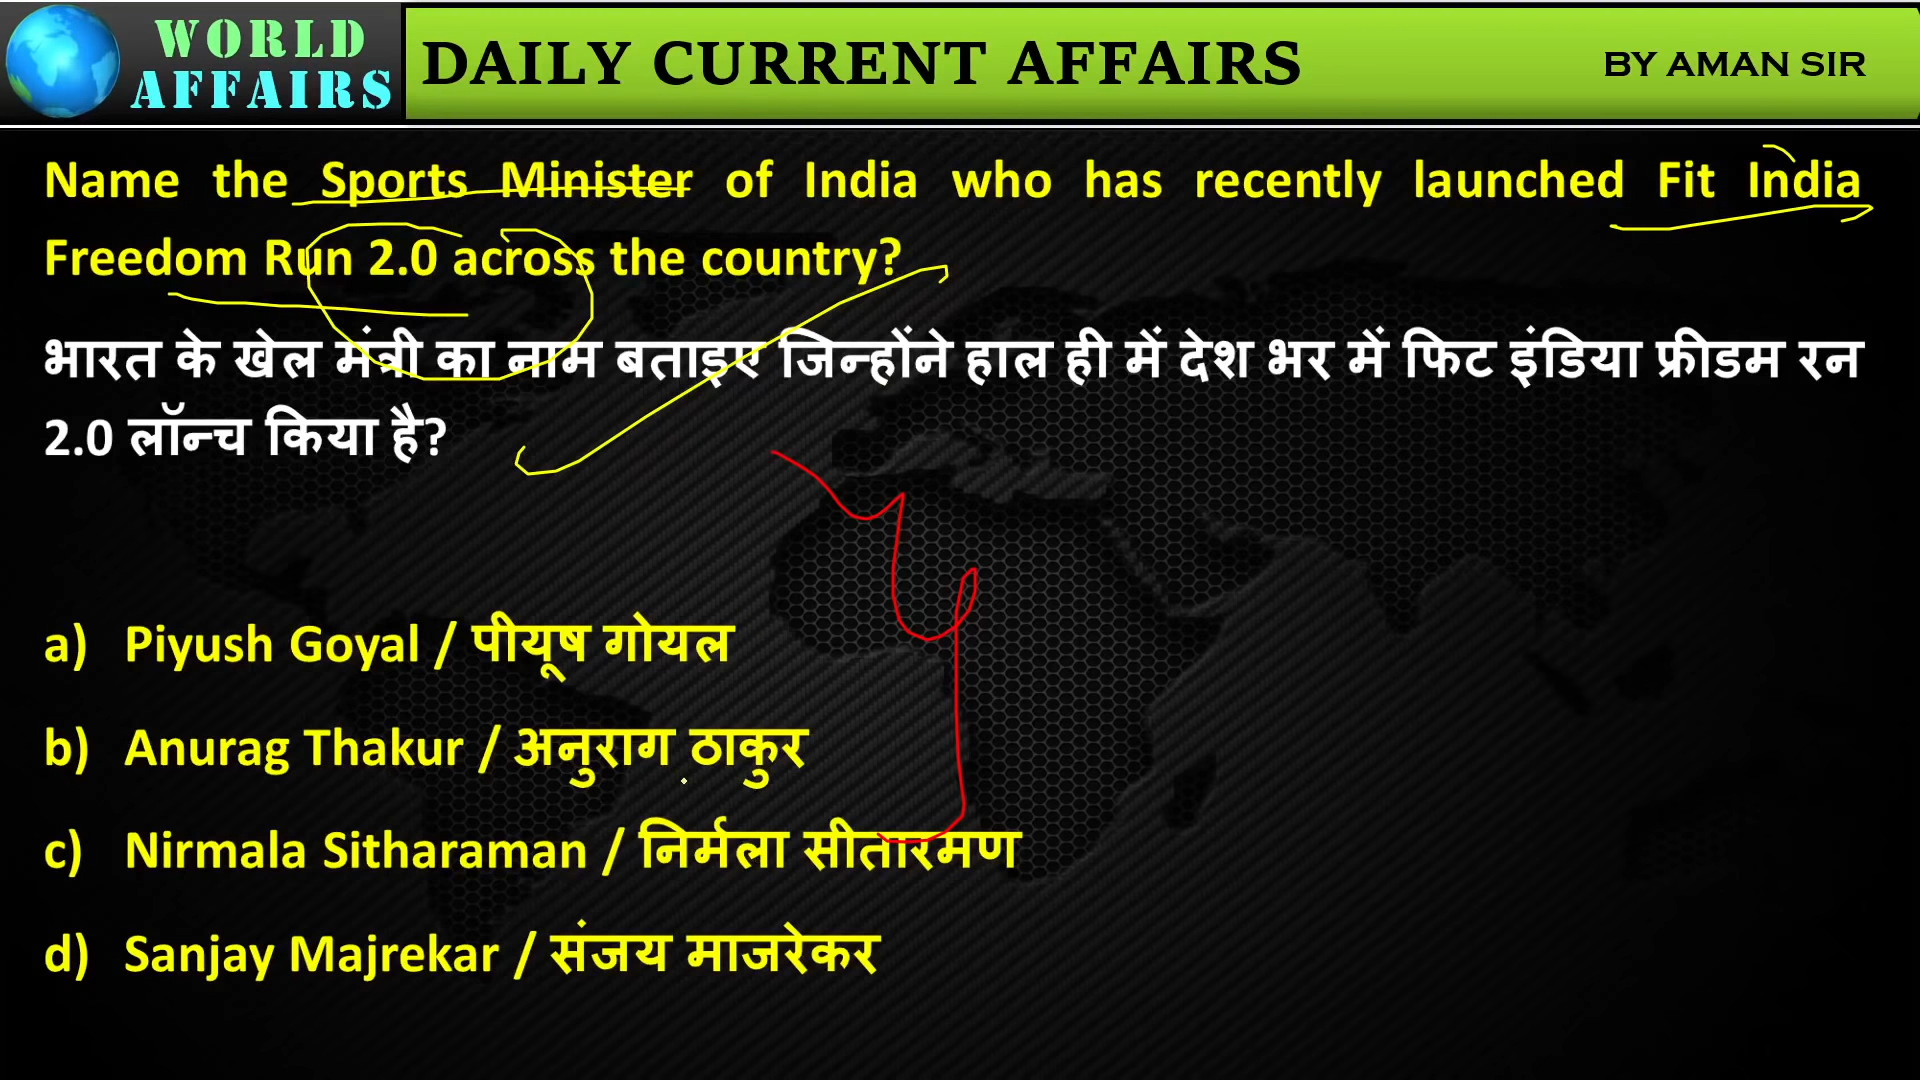 WORLD
AFFAIRS
DAILY CURRENT AFFAIRS
BY AMAN SIR
Name the Sports Minister of India who has recently launched Fit India
Freedom Run 2.0 across the country?
भारत के खेल मंत्री का नाम बताइए जिन्होंने हाल ही में देश भर में फिट इंडिया फ्रीडम रन
2.0 लॉन्च किया है?
a) Piyush Goyal / पीयूष गोयल
b) Anurag Thakur / अनुराग ठाकुर
c) Nirmala Sitharaman / निर्मला सीतारमण
d) Sanjay Majrekar / संजय माजरेकर